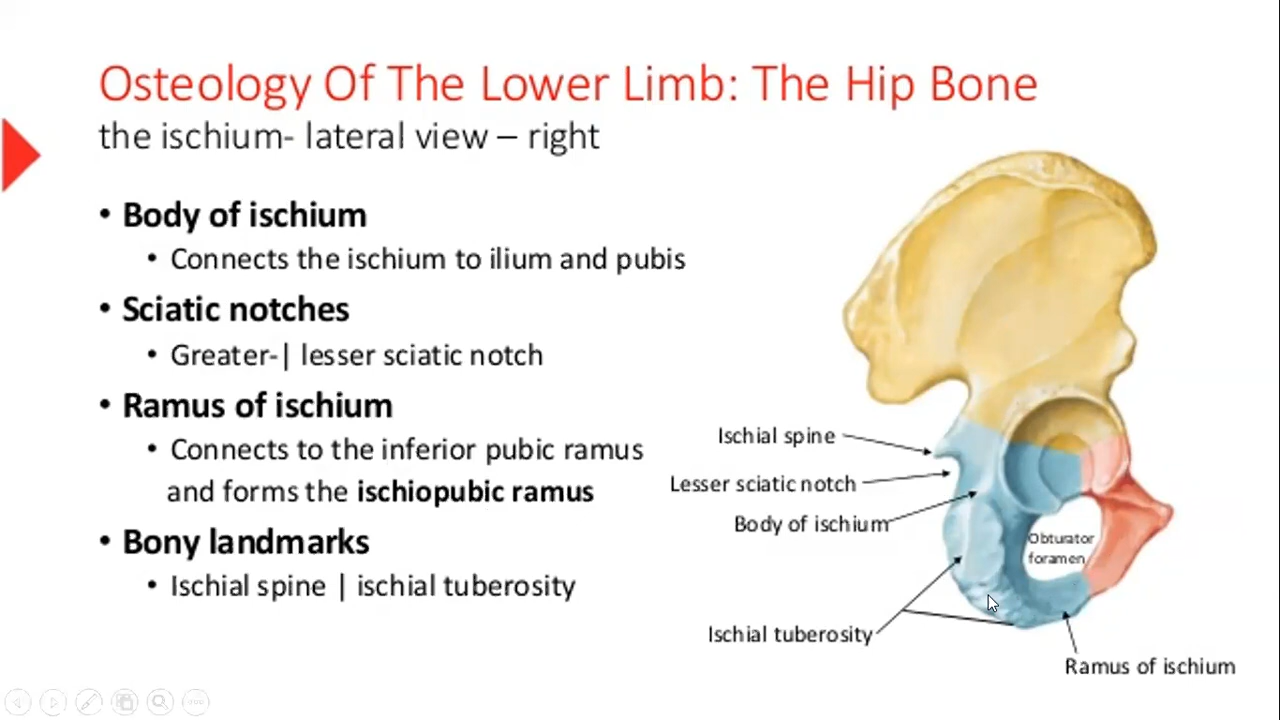 Osteology Of The Lower Limb: The Hip Bone
the ischium- lateral view – right
• Body of ischium
• Connects the ischium to ilium and pubis
• Sciatic notches
• Greater-| lesser sciatic notch
• Ramus of ischium
• Connects to the inferior pubic ramus
and forms the ischiopubic ramus
• Bony landmarks
• Ischial spine | ischial tuberosity
Ischial spine
Lesser sciatic notch
Body of ischium
Obturator
foramen
Ischial tuberosity
Ramus of ischium